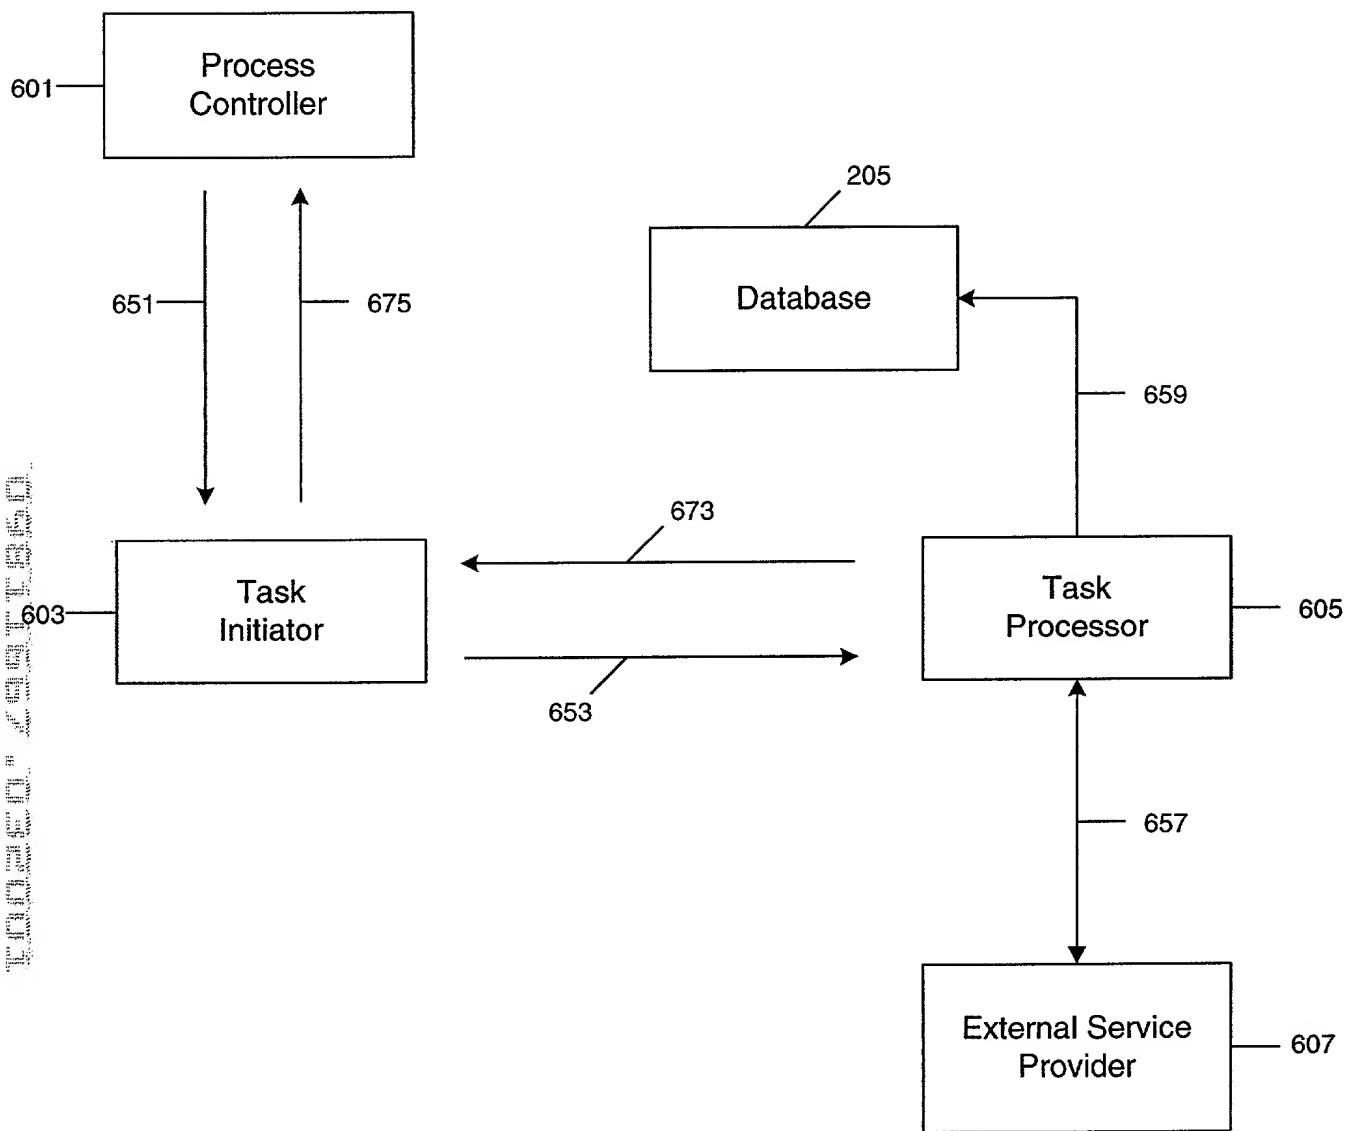 Process
Controller
601
205
Database
651
675
659
673
Task
Initiator
603
Task
Processor
605
653
657
External Service
Provider
607